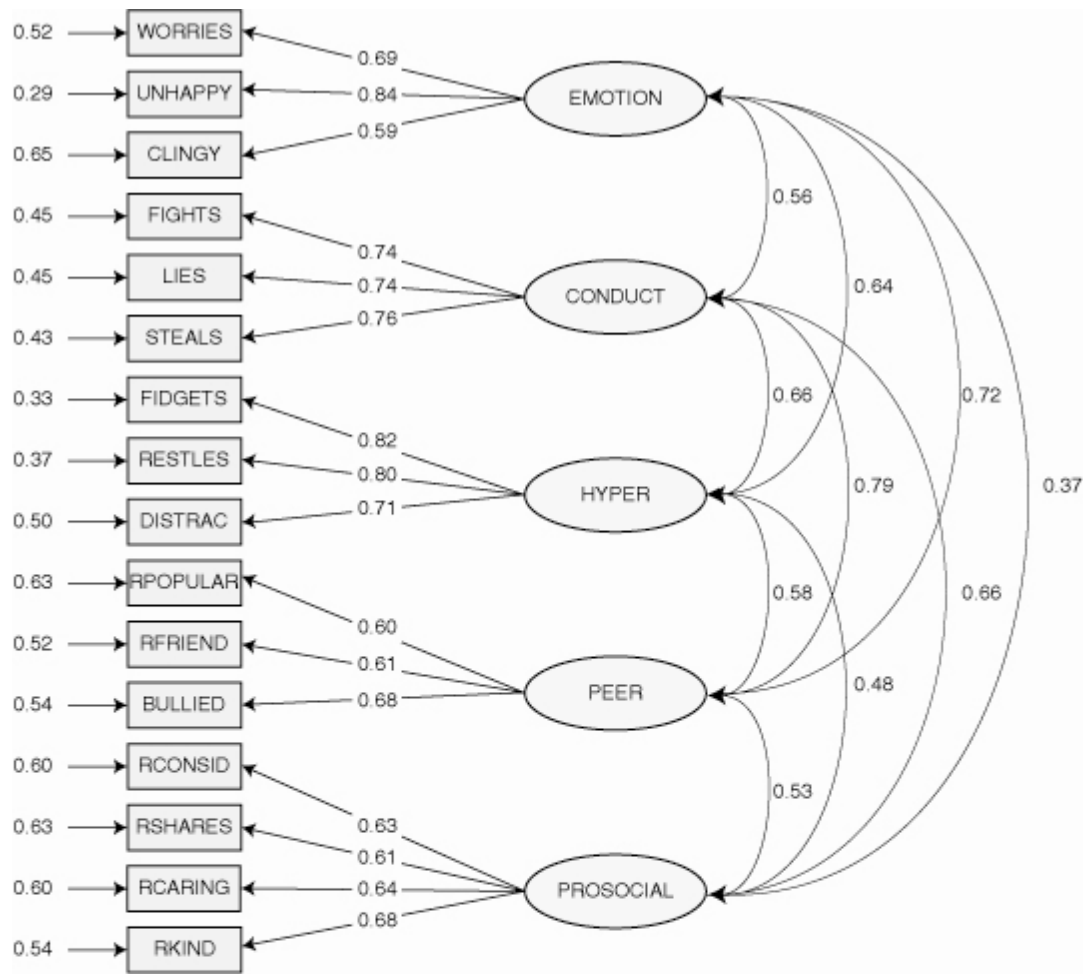 0.52 WORRIES
0.69
0.29 UNHAPPY 0.84 EMOTION
0.59
0.65 CLINGY
0.56
0.45 FIGHTS
0.74
0.45 LIES 0.74 CONDUCT 0.64
0.76
0.43 STEALS
0.33 FIDGETS 0.66 0.72
0.82
0.37 RESTLES 0.80
0.71 HYPER 0.79 0.37
0.50 DISTRAC
0.63 RPOPULAR 0.58 0.66
0.60
0.52 RFRIEND 0.61
0.48
0.54 BULLIED 0.68 PEER
0.60 RCONSID
0.53
0.63 RSHARES 0.63
0.61
0.60 RCARING 0.64 PROSOCIAL
0.68
0.54 RKIND